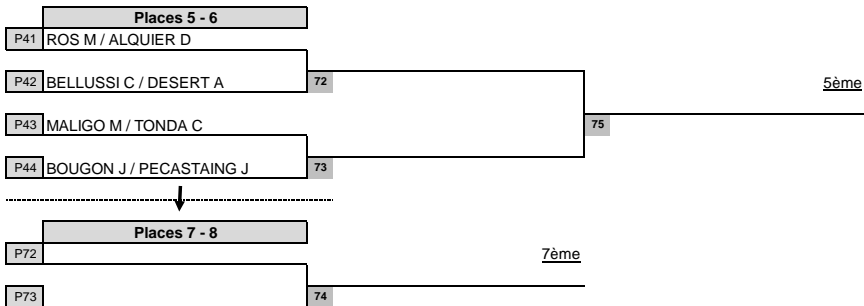 Places 5 - 6
P41 ROS M / ALQUIER D
P42 BELLUSSI C / DESERT A 72 5ème
P43 MALIGO M / TONDA C 75
P44 BOUGON J / PECASTAING J 73
Places 7 - 8
P72 7ème
P73 74